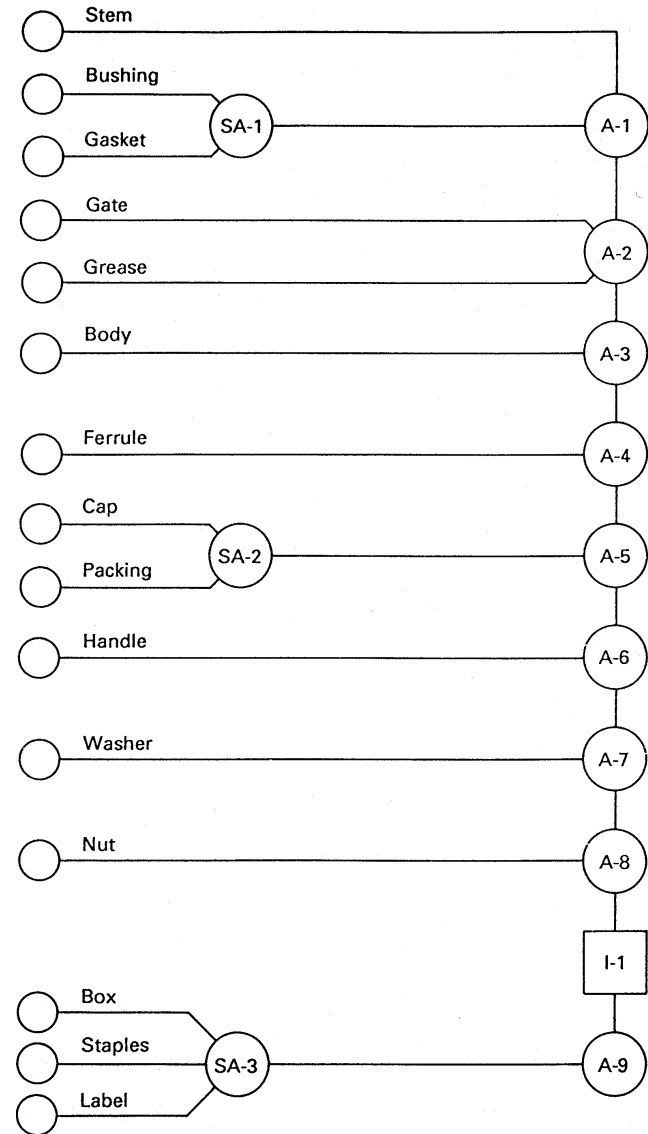 Stem
Bushing
SA-1
A-1
Gasket
Gate
A-2
Grease
Body
A-3
Ferrule
A-4
Cap
SA-2
A-5
Packing
Handle
A-6
Washer
A-7
Nut
A-8
I-1
Box
Staples
SA-3
A-9
Label